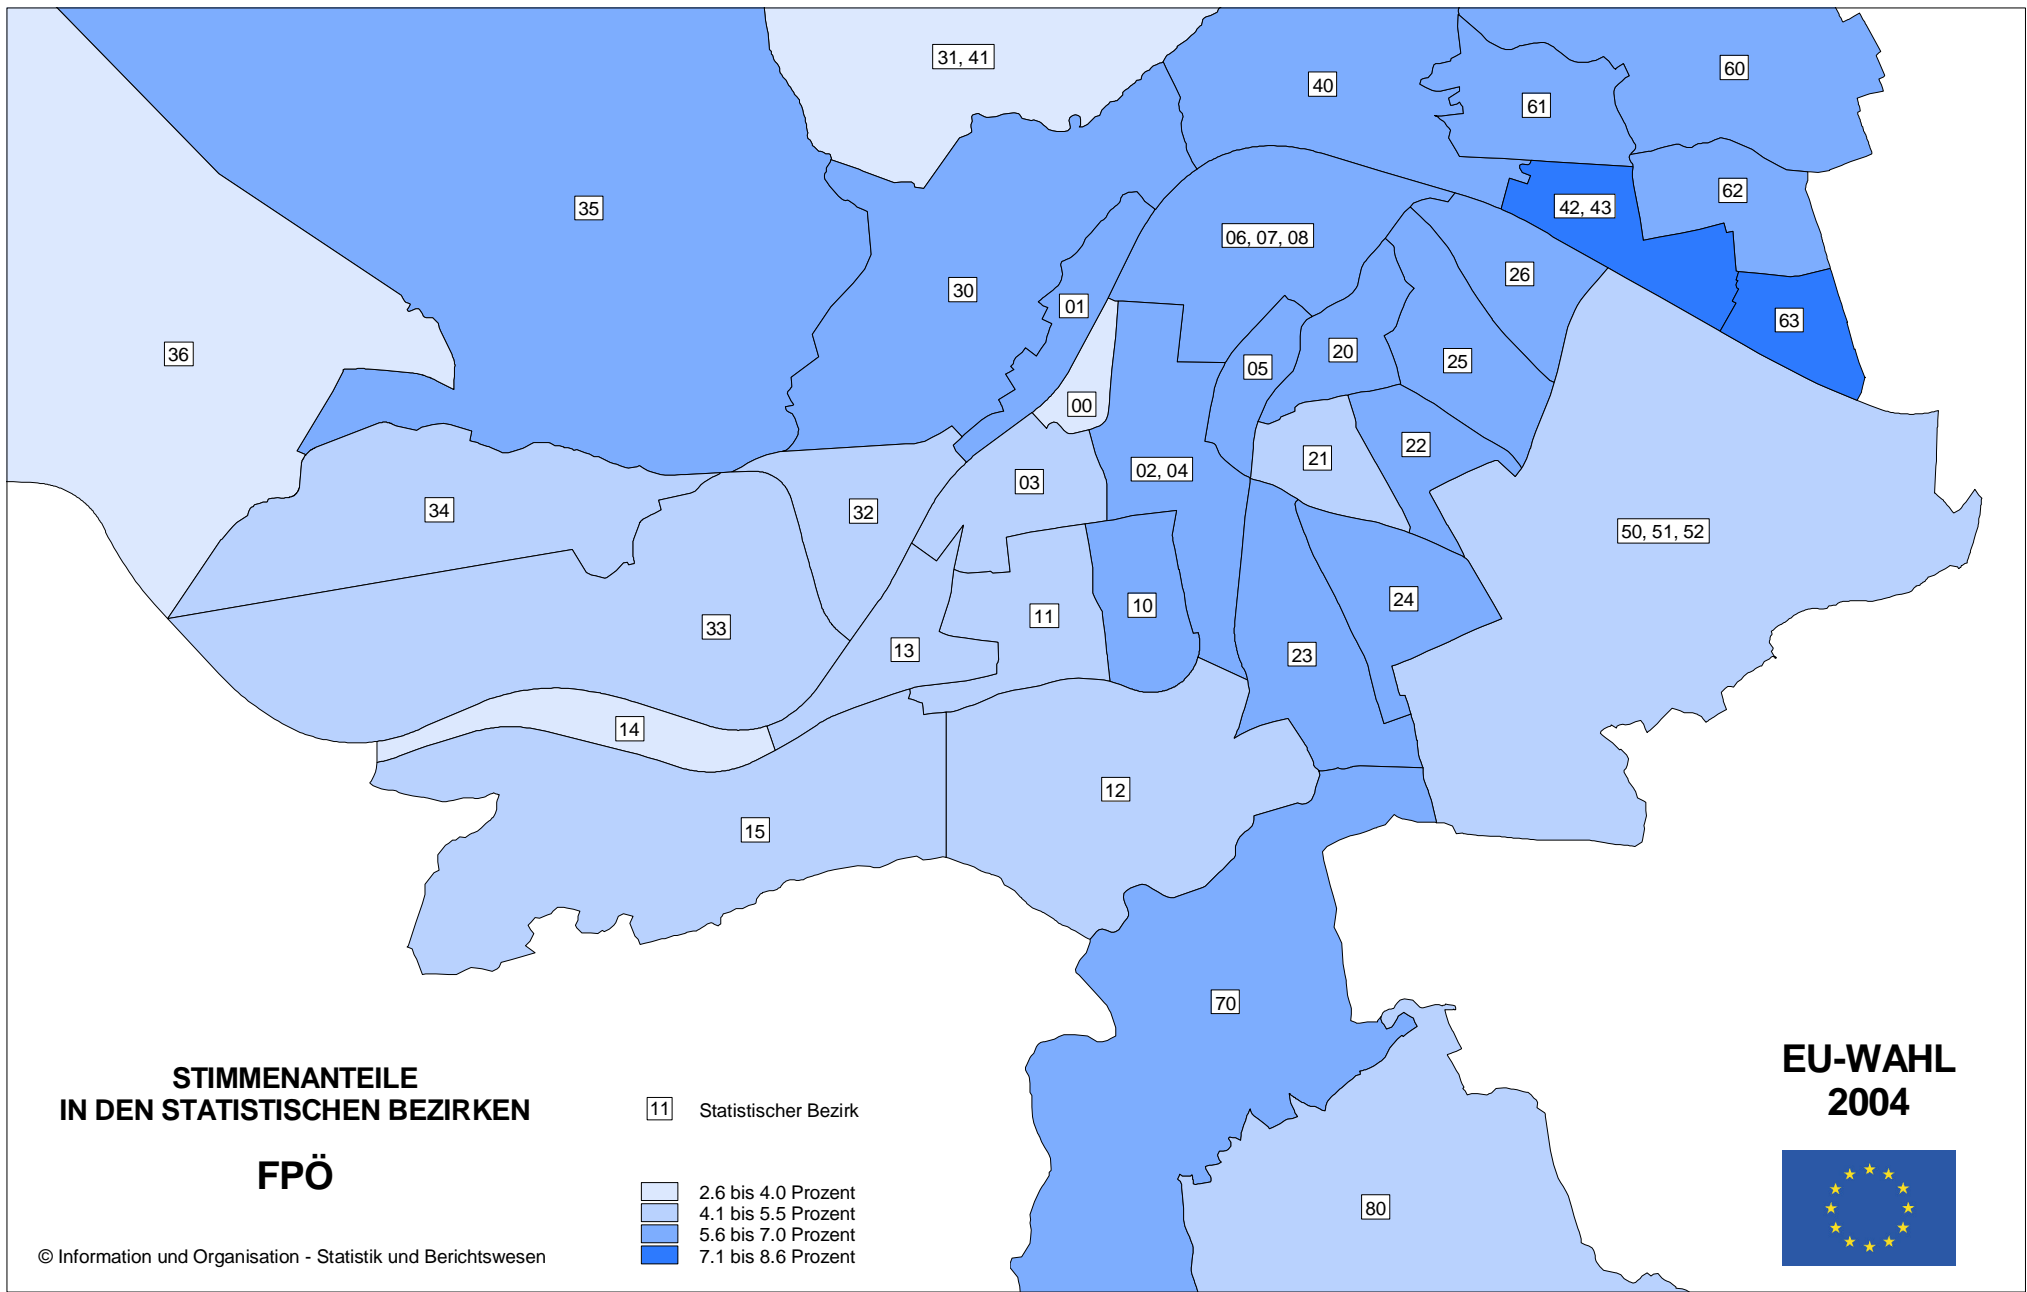 31, 41
40
60
61
35
42, 43
62
06, 07, 08
26
30
01
63
36
20
05
25
00
22
21
02, 04
03
34
32
50, 51, 52
24
10
11
33
13
23
14
12
15
70
STIMMENANTEILE
IN DEN STATISTISCHEN BEZIRKEN
FPÖ
© Information und Organisation - Statistik und Berichtswesen
11 Statistischer Bezirk
2.6 bis 4.0 Prozent
4.1 bis 5.5 Prozent
5.6 bis 7.0 Prozent
7.1 bis 8.6 Prozent
80
EU-WAHL
2004